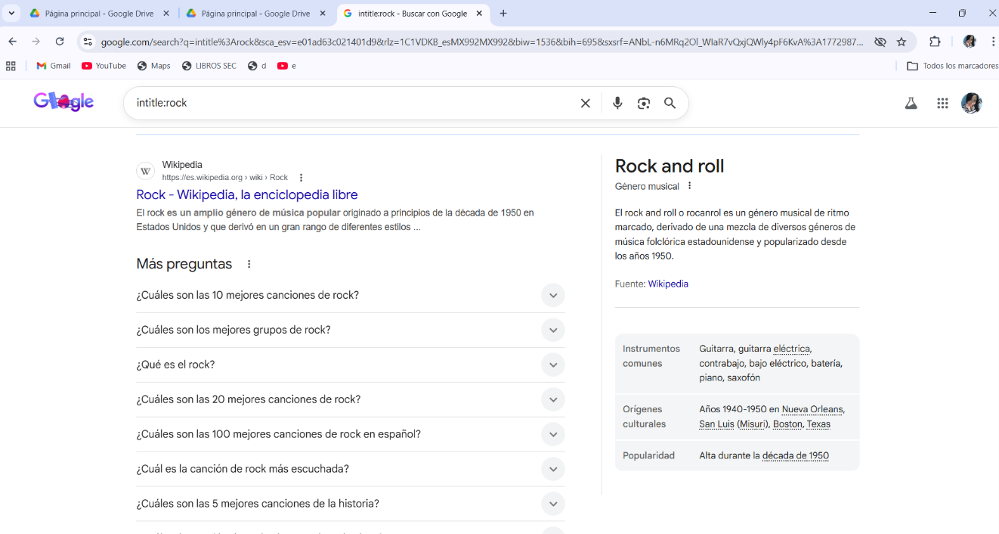 Página principal - Google Drive
Página principal - Google Drive
intitle:rock - Buscar con Google
google.com/search?q=intitle%3Arock&sca_esv=e01ad63c021401d9&rlz=1C1VDKB_esMX992MX992&biw=1536&bih=695&sxsrf=ANbL-n6MRq2Ol_WIaR7vQxjQWly4pF6KvA%3A1772987...
Gmail
YouTube
Maps
LIBROS SEC
d
e
Todos los marcadores
Google
intitle:rock
W
Wikipedia
https://es.wikipedia.org › wiki › Rock
Rock - Wikipedia, la enciclopedia libre
El rock es un amplio género de música popular originado a principios de la década de 1950 en
Estados Unidos y que derivó en un gran rango de diferentes estilos ...
Más preguntas
¿Cuáles son las 10 mejores canciones de rock?
¿Cuáles son los mejores grupos de rock?
¿Qué es el rock?
¿Cuáles son las 20 mejores canciones de rock?
¿Cuáles son las 100 mejores canciones de rock en español?
¿Cuál es la canción de rock más escuchada?
¿Cuáles son las 5 mejores canciones de la historia?
Rock and roll
Género musical
El rock and roll o rocanrol es un género musical de ritmo
marcado, derivado de una mezcla de diversos géneros de
música folclórica estadounidense y popularizado desde
los años 1950.
Fuente: Wikipedia
Instrumentos comunes
Guitarra, guitarra eléctrica,
contrabajo, bajo eléctrico, batería,
piano, saxofón
Orígenes culturales
Años 1940-1950 en Nueva Orleans,
San Luis (Misuri), Boston, Texas
Popularidad
Alta durante la década de 1950